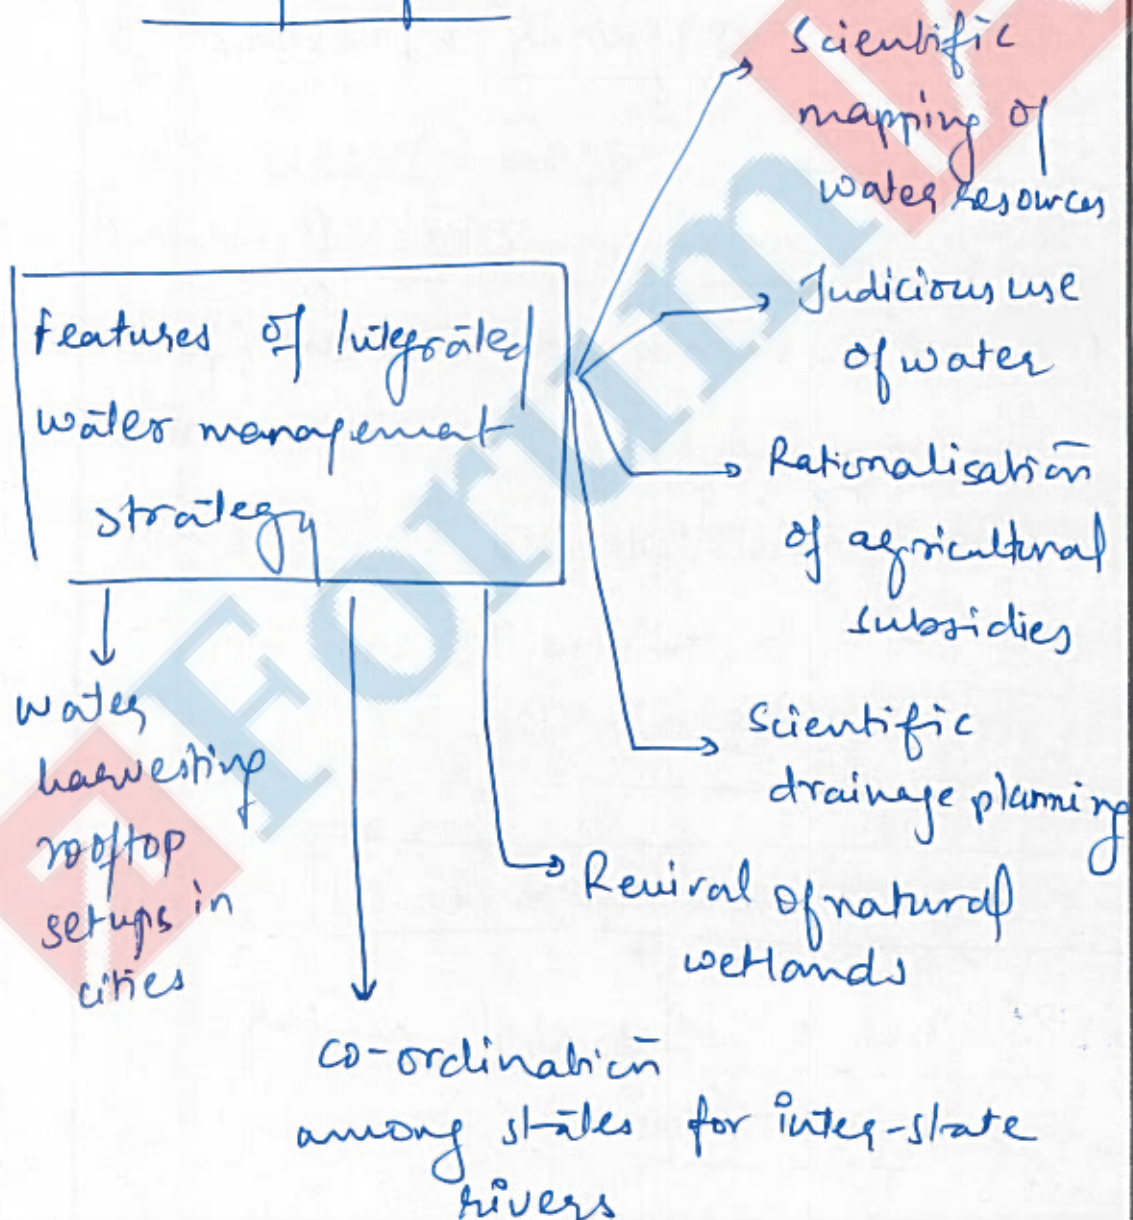 Scientific
mapping of
water resources
Features of Integrated
water management
strategy
Judicious use
of water
Rationalisation
of agricultural
subsidies
Scientific
drainage planning
Revival of natural
wetlands
water
harvesting
rooftop
setups in
cities
co-ordination
among states for inter-state
rivers
Forum